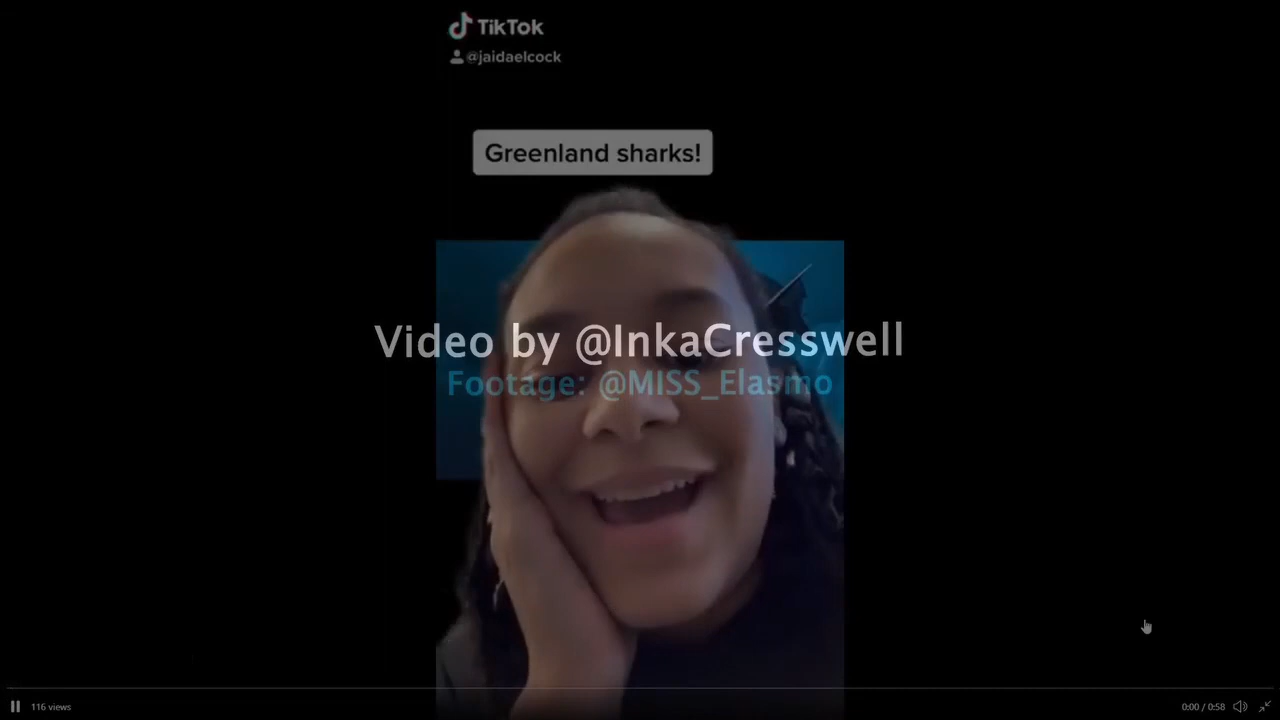 TikTok
@jaidaelcock
Greenland sharks!
Video by @InkaCresswell
Footage: @MISS_Elasmo
116 views
0:00 / 0:58